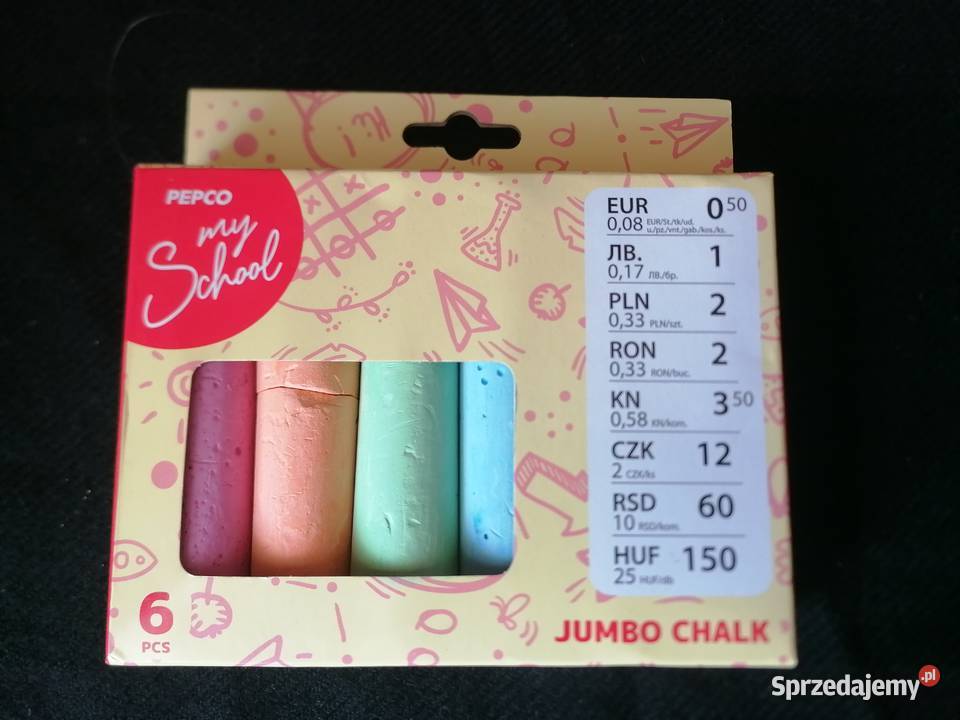 PEPCO
my
School
EUR 0 50
0,08 EUR/St./tk/ud.
u./pz./vnt./gab./kos./ks.
ЛВ. 1
0,17 ЛВ./бр.
PLN 2
0,33 PLN/szt.
RON 2
0,33 RON/buc.
KN 3 50
0,58 KN/kom.
CZK 12
2 CZK/ks
RSD 60
10 RSD/kom.
HUF 150
25 HUF/db
6
PCS
JUMBO CHALK
Sprzedajemy.pl